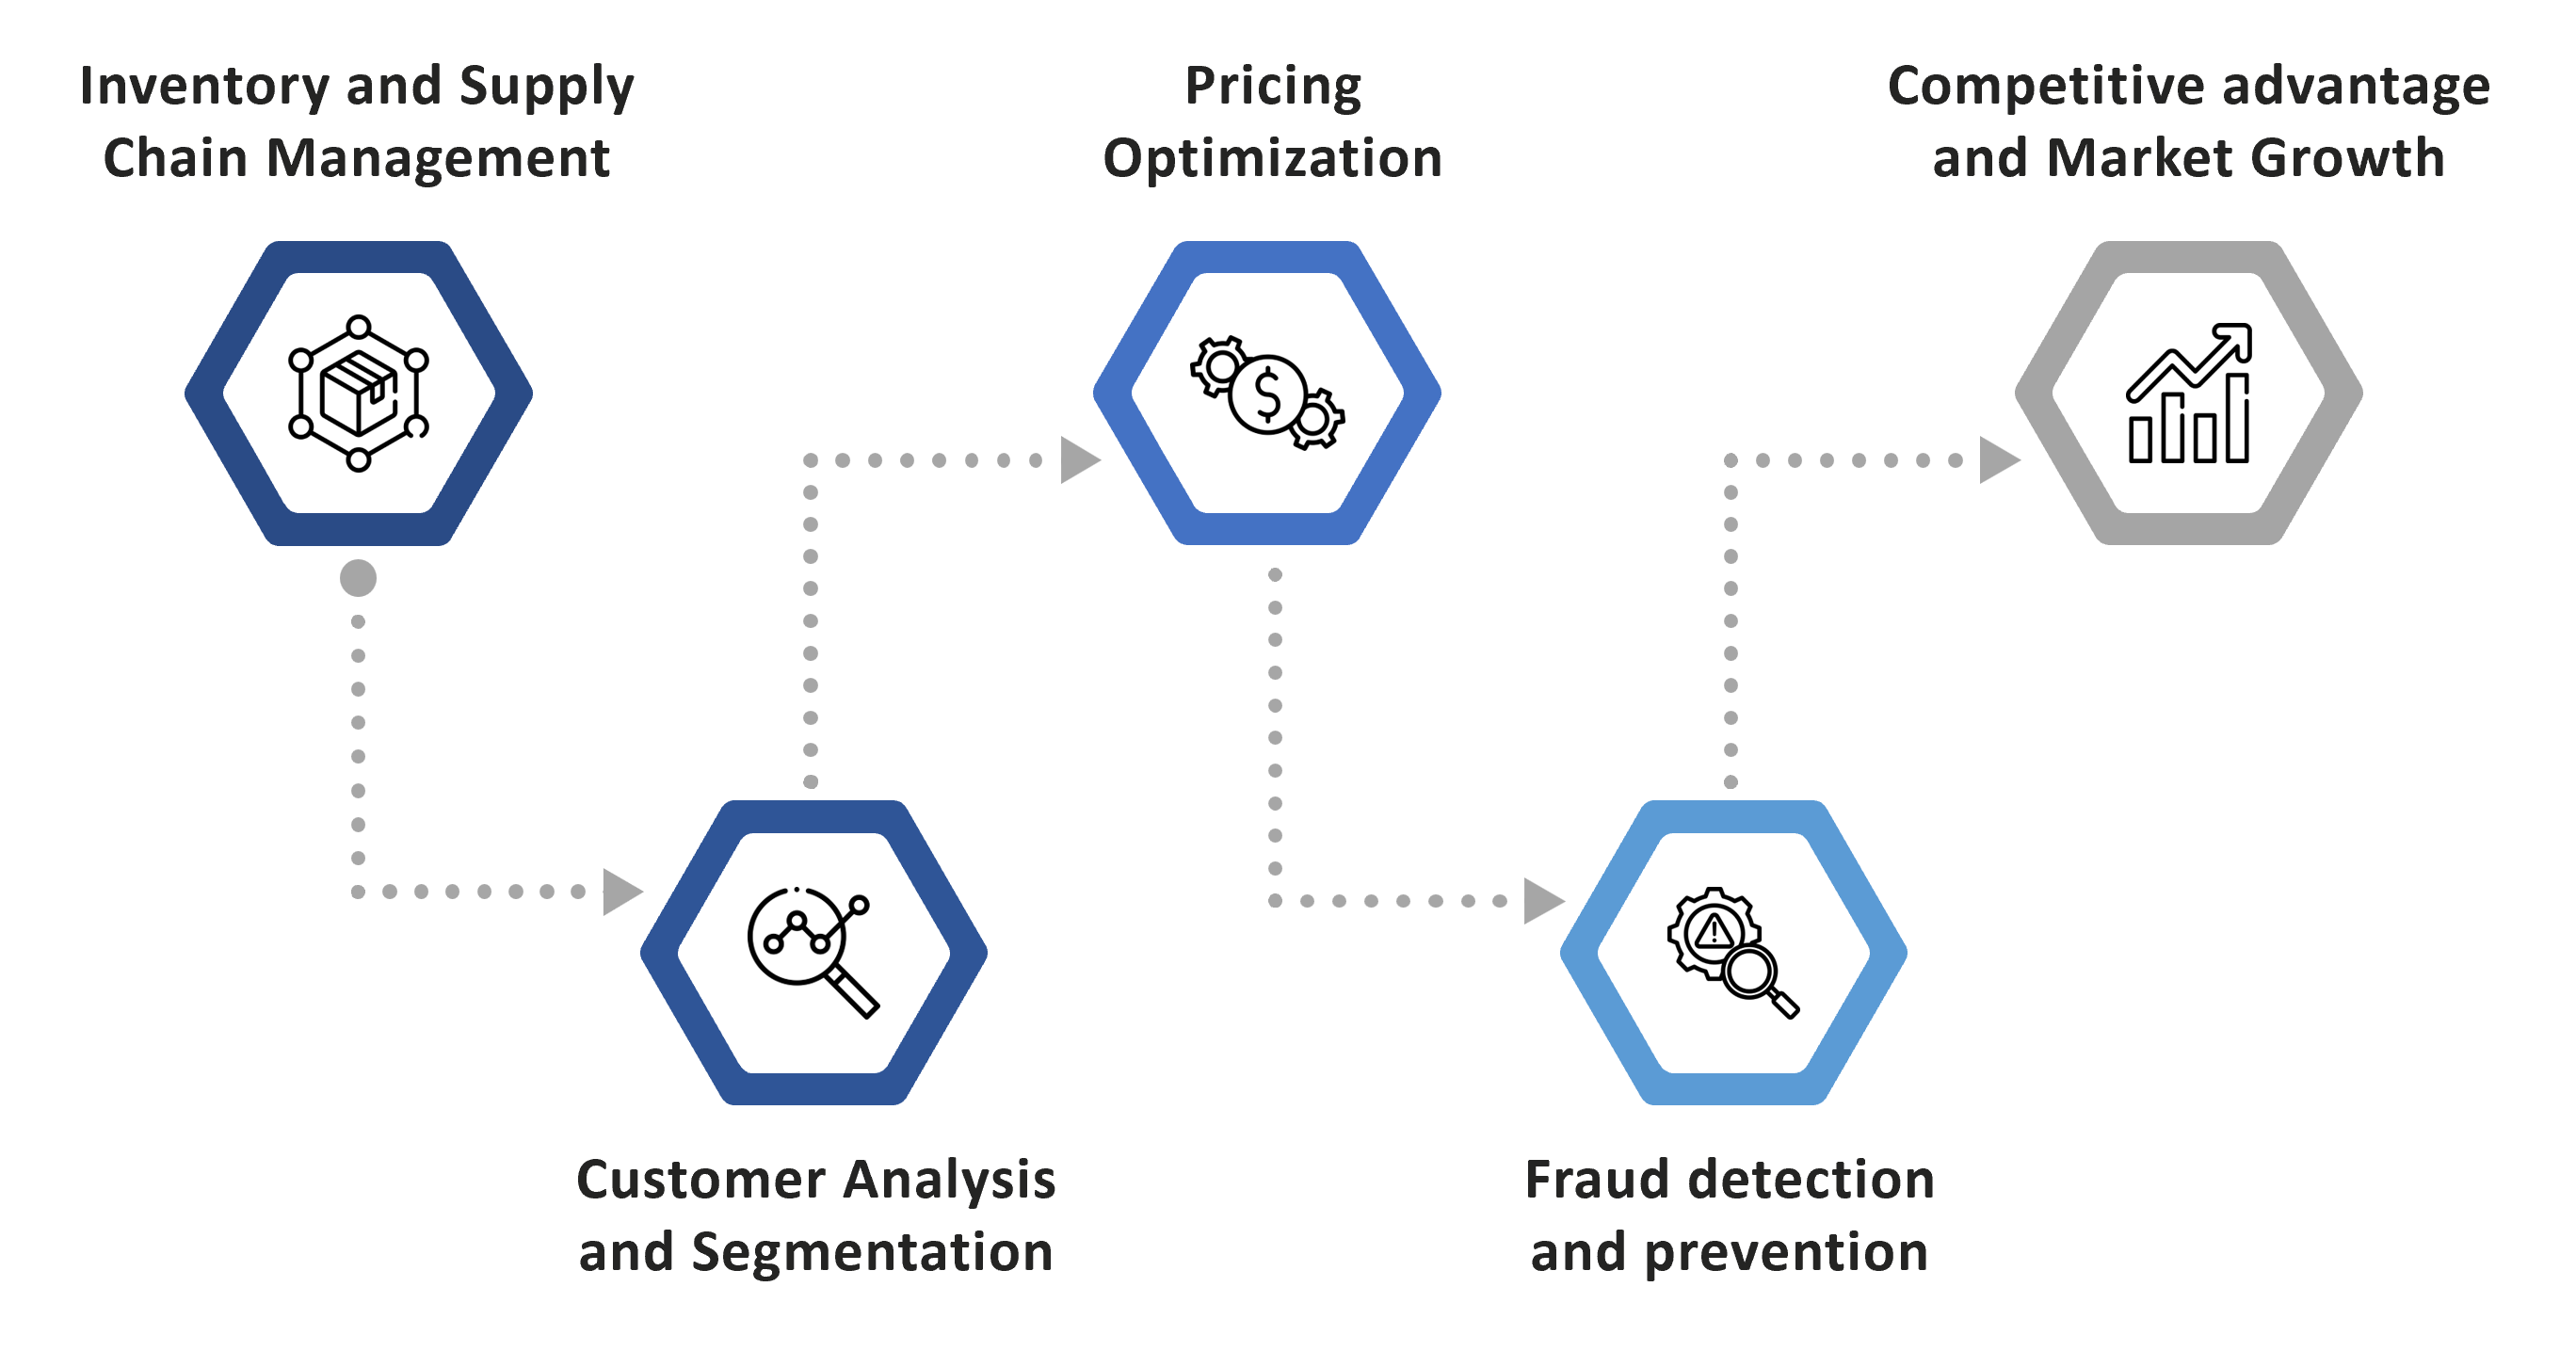 Inventory and Supply
Chain Management
Pricing
Optimization
Competitive advantage
and Market Growth
$
Customer Analysis
and Segmentation
Fraud detection
and prevention